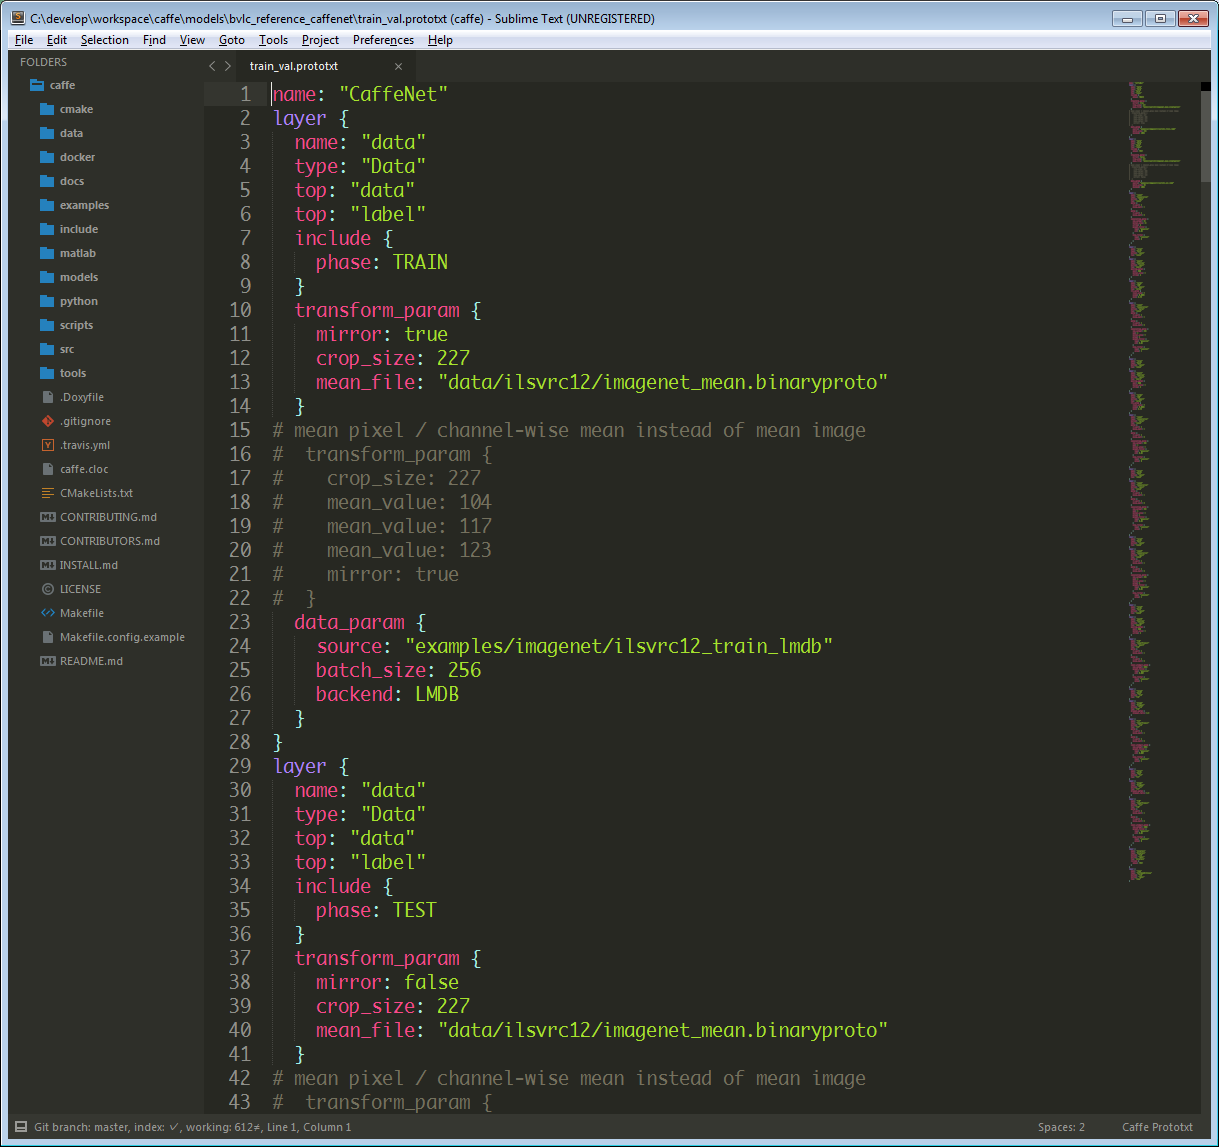 C:\develop\workspace\caffe\models\bvlc_reference_caffenet\train_val.prototxt (caffe) - Sublime Text (UNREGISTERED)
File Edit Selection Find View Goto Tools Project Preferences Help
FOLDERS
caffe
cmake
data
docker
docs
examples
include
matlab
models
python
scripts
src
tools
.Doxyfile
.gitignore
.travis.yml
caffe.cloc
CMakeLists.txt
CONTRIBUTING.md
CONTRIBUTORS.md
INSTALL.md
LICENSE
Makefile
Makefile.config.example
README.md
train_val.prototxt
1 name: "CaffeNet"
2 layer {
3   name: "data"
4   type: "Data"
5   top: "data"
6   top: "label"
7   include {
8     phase: TRAIN
9   }
10   transform_param {
11     mirror: true
12     crop_size: 227
13     mean_file: "data/ilsvrc12/imagenet_mean.binaryproto"
14   }
15 # mean pixel / channel-wise mean instead of mean image
16 #  transform_param {
17 #    crop_size: 227
18 #    mean_value: 104
19 #    mean_value: 117
20 #    mean_value: 123
21 #    mirror: true
22 #  }
23   data_param {
24     source: "examples/imagenet/ilsvrc12_train_lmdb"
25     batch_size: 256
26     backend: LMDB
27   }
28 }
29 layer {
30   name: "data"
31   type: "Data"
32   top: "data"
33   top: "label"
34   include {
35     phase: TEST
36   }
37   transform_param {
38     mirror: false
39     crop_size: 227
40     mean_file: "data/ilsvrc12/imagenet_mean.binaryproto"
41   }
42 # mean pixel / channel-wise mean instead of mean image
43 #  transform_param {
Git branch: master, index: ✓, working: 612≠, Line 1, Column 1
Spaces: 2
Caffe Prototxt